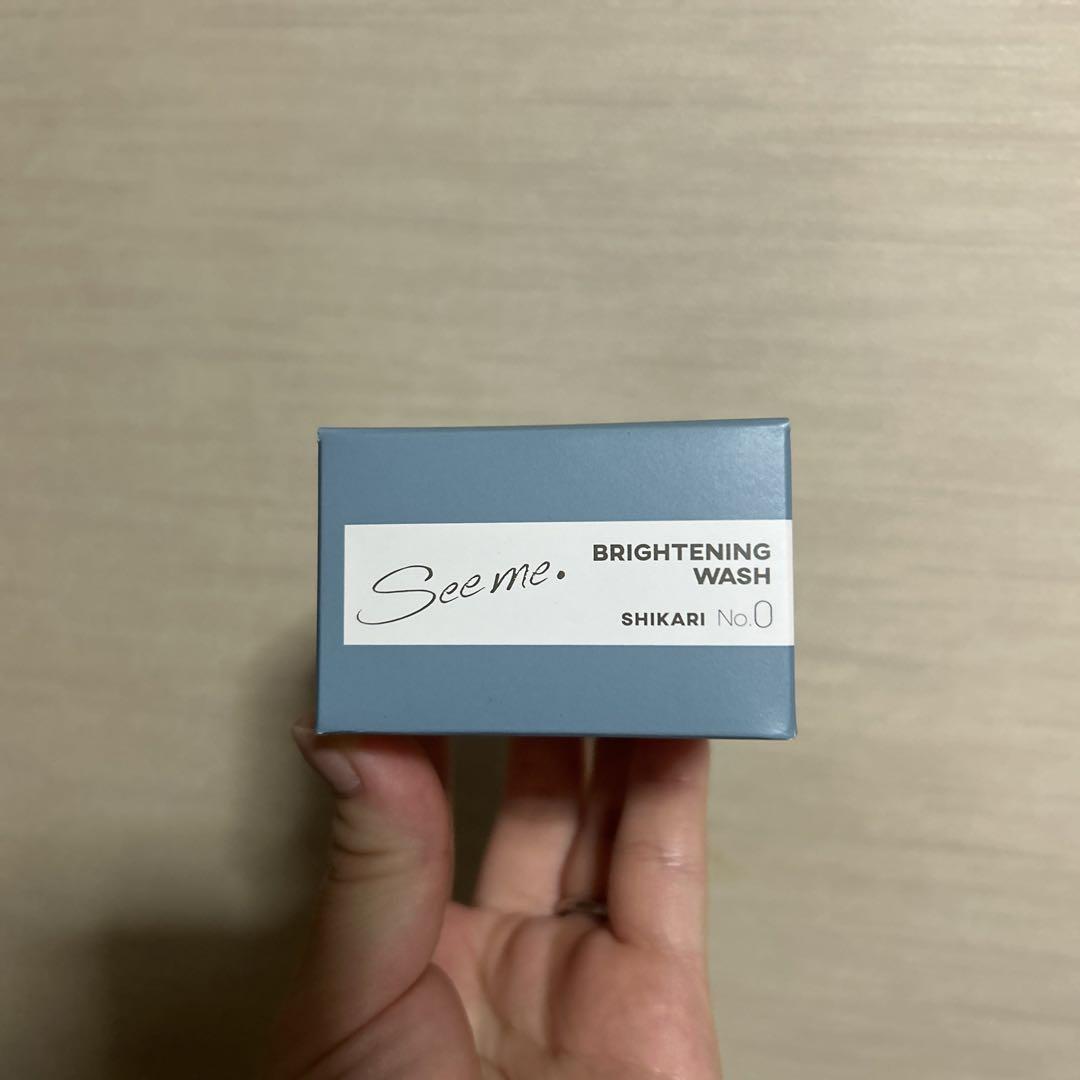 See me.
BRIGHTENING
WASH
SHIKARI No.0